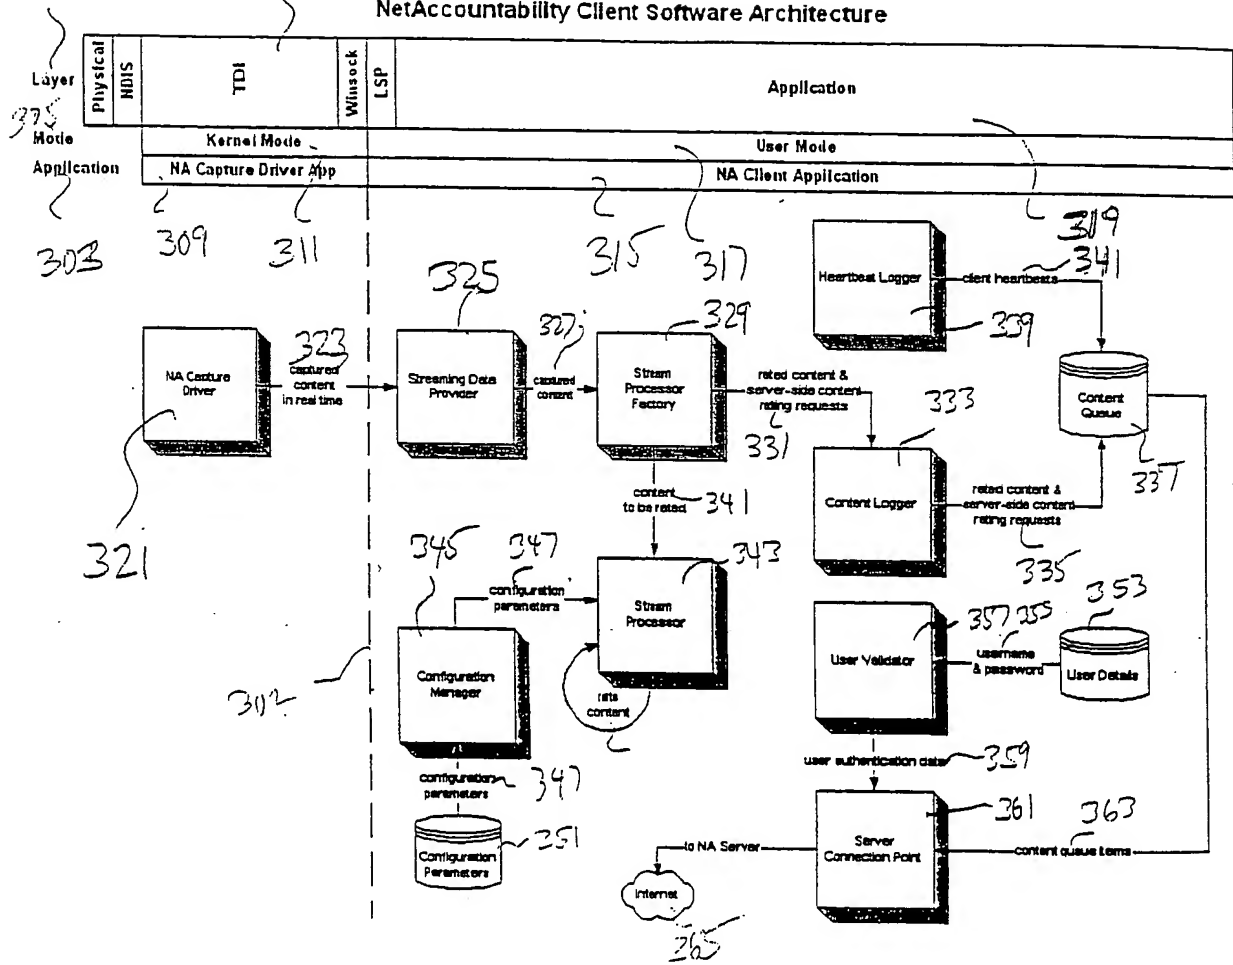 NetAccountability Client Software Architecture
Layer
Physical
NDIS
TDI
Winsock
LSP
Application
Mode
Kernel Mode
User Mode
Application
NA Capture Driver App
NA Client Application
303
309
311
315
317
319
341
Heartbeat Logger
client heartbeats
339
325
327
329
323
NA Capture
Driver
captured
content
in real time
Streaming Data
Provider
captured
content
Stream
Processor
Factory
rated content &
server-side content
rating requests
331
333
Content
Queue
337
321
content
to be rated
341
Content Logger
rated content &
server-side content
rating requests
335
345
347
configuration
parameters
343
Stream
Processor
353
357
355
User Validator
username
& password
User Details
302
Configuration
Manager
rate
content
configuration
parameters
347
user authentication data
359
351
Configuration
Parameters
361
363
to NA Server
Server
Connection Point
content queue items
Internet
365